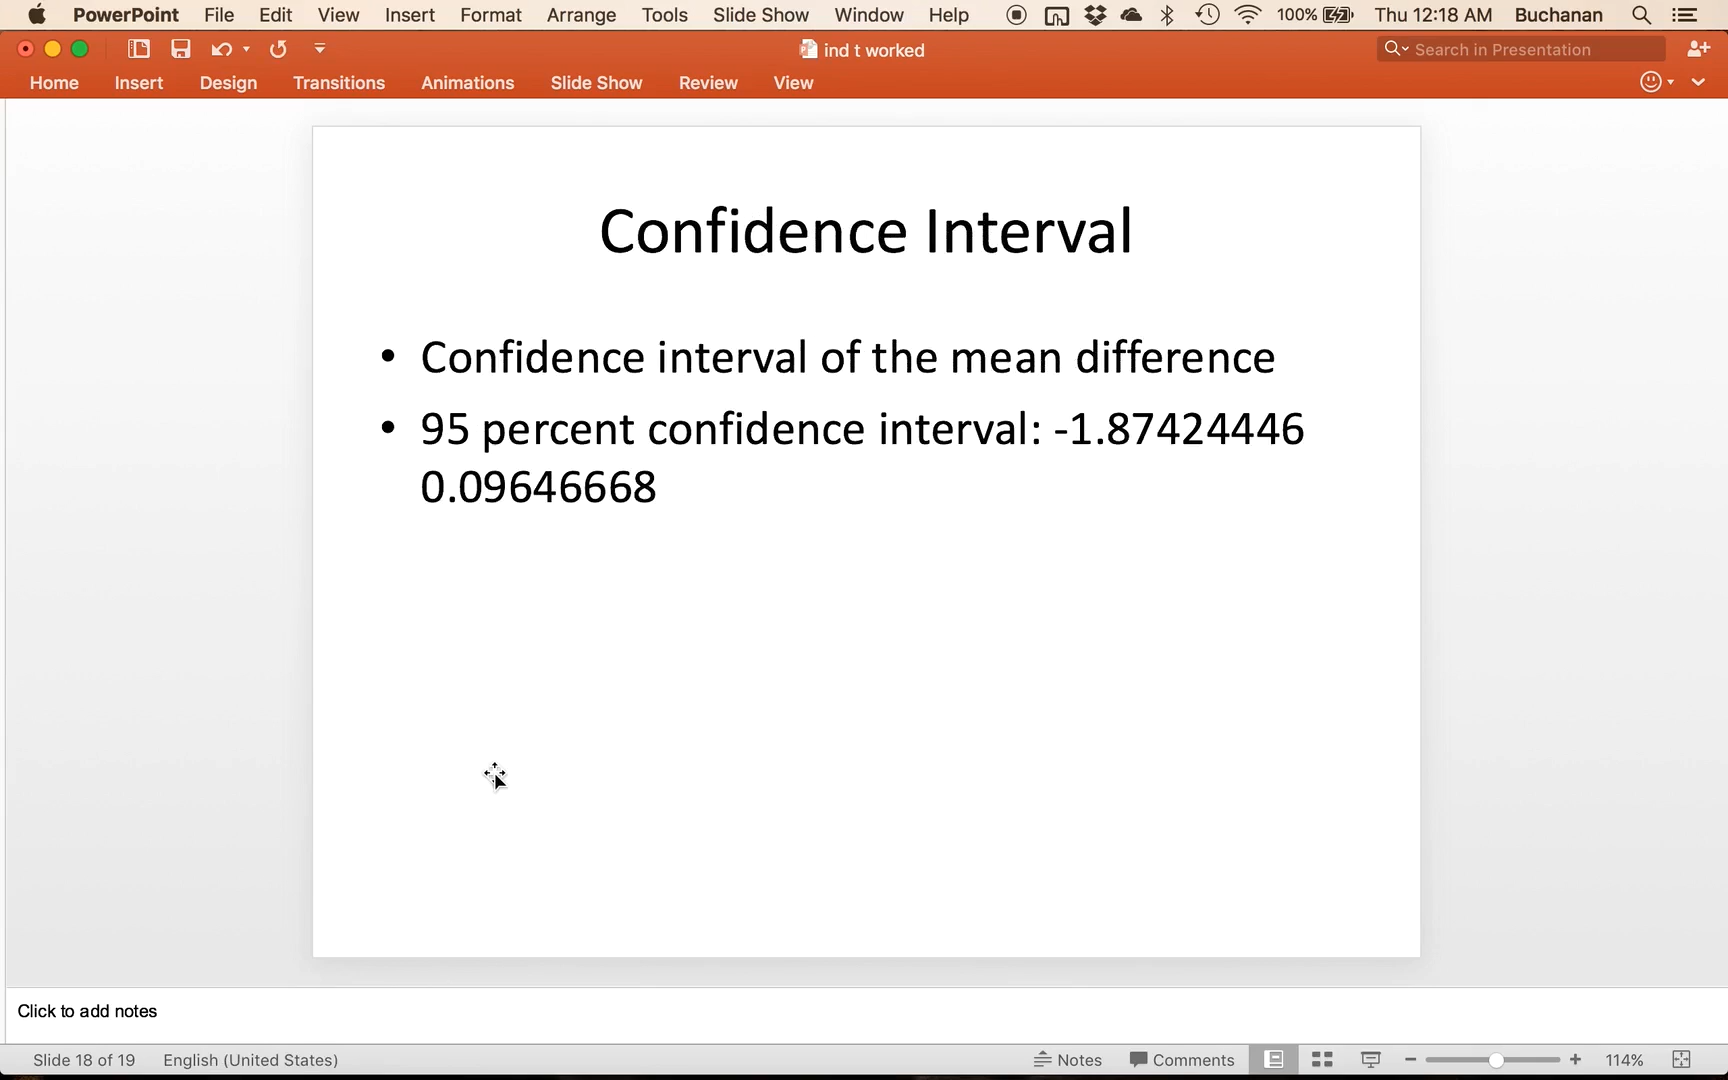 PowerPoint File Edit View Insert Format Arrange Tools Slide Show Window Help 100% Thu 12:18 AM Buchanan
ind t worked
Search in Presentation
Home Insert Design Transitions Animations Slide Show Review View
Confidence Interval
• Confidence interval of the mean difference
• 95 percent confidence interval: -1.87424446
0.09646668
Click to add notes
Slide 18 of 19 English (United States) Notes Comments 114%